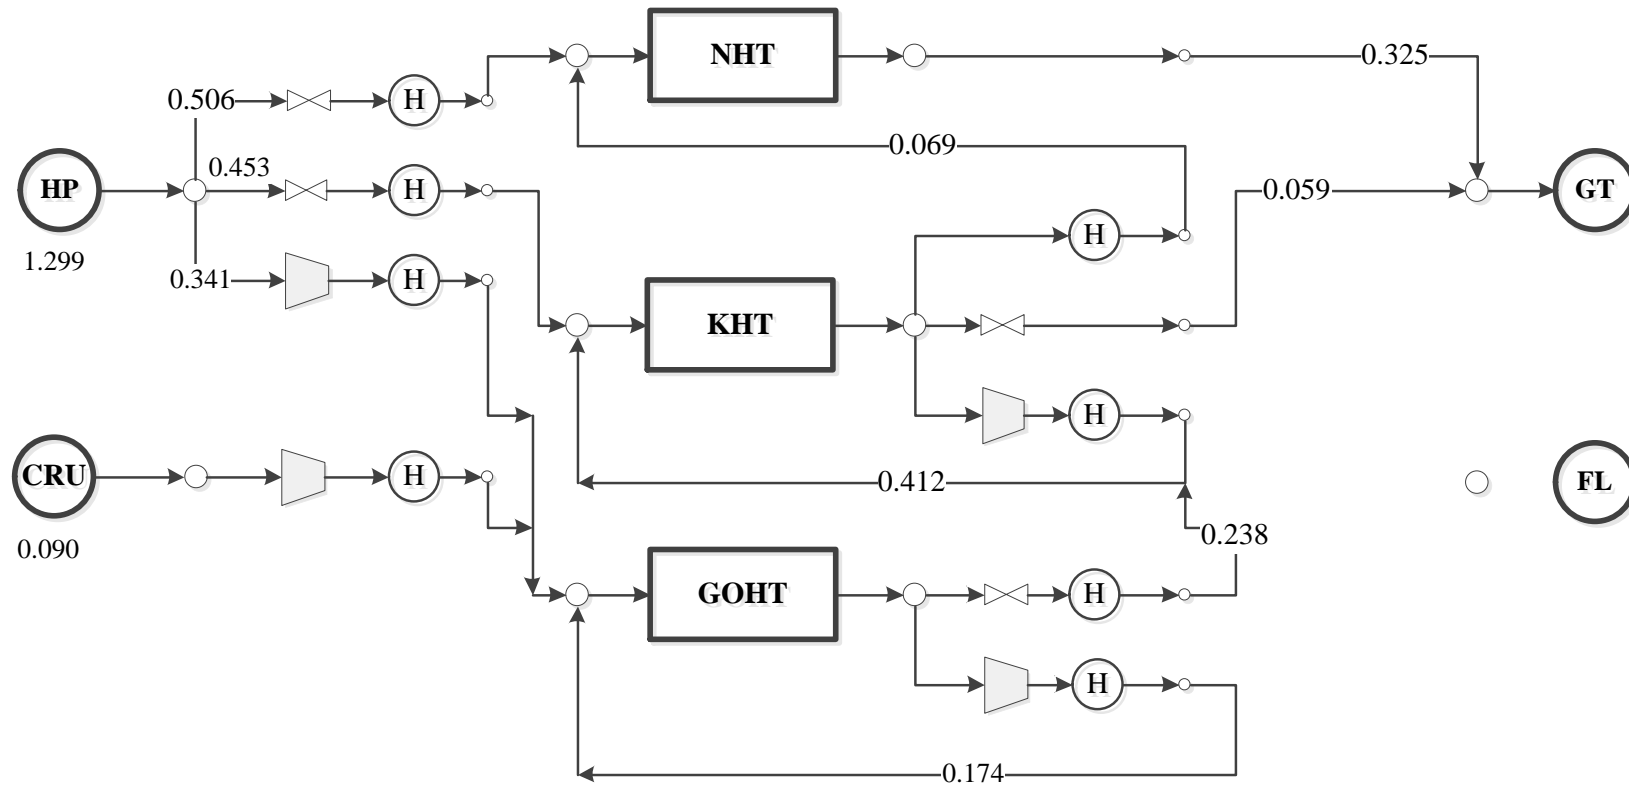 NHT
0.325
0.506
H
0.069
0.453
HP
H
0.059
GT
H
1.299
0.341
H
KHT
H
CRU
H
0.412
FL
0.238
0.090
GOHT
H
H
0.174